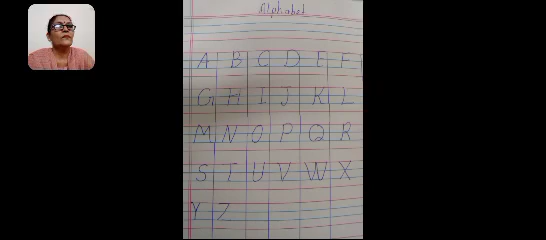 Alphabet
A B C D E F
G H I J K L
M N O P Q R
S T U V W X
Y Z